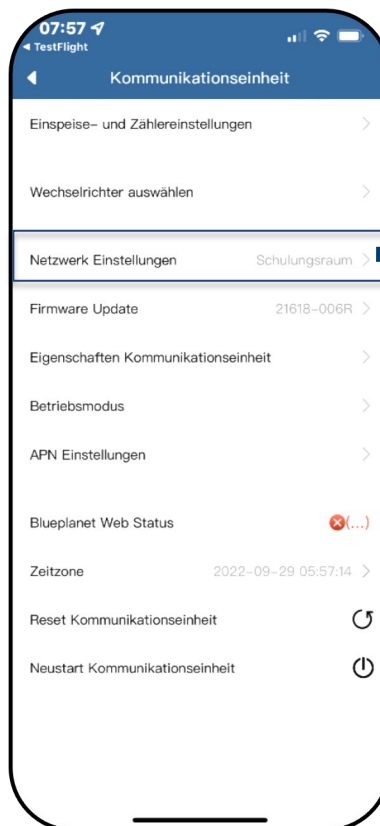 07:57
◀ TestFlight
Kommunikationseinheit
Einspeise- und Zählereinstellungen
Wechselrichter auswählen
Netzwerk Einstellungen Schulungsraum
Firmware Update 21618-006R
Eigenschaften Kommunikationseinheit
Betriebsmodus
APN Einstellungen
Blueplanet Web Status (...)
Zeitzone 2022-09-29 05:57:14
Reset Kommunikationseinheit
Neustart Kommunikationseinheit